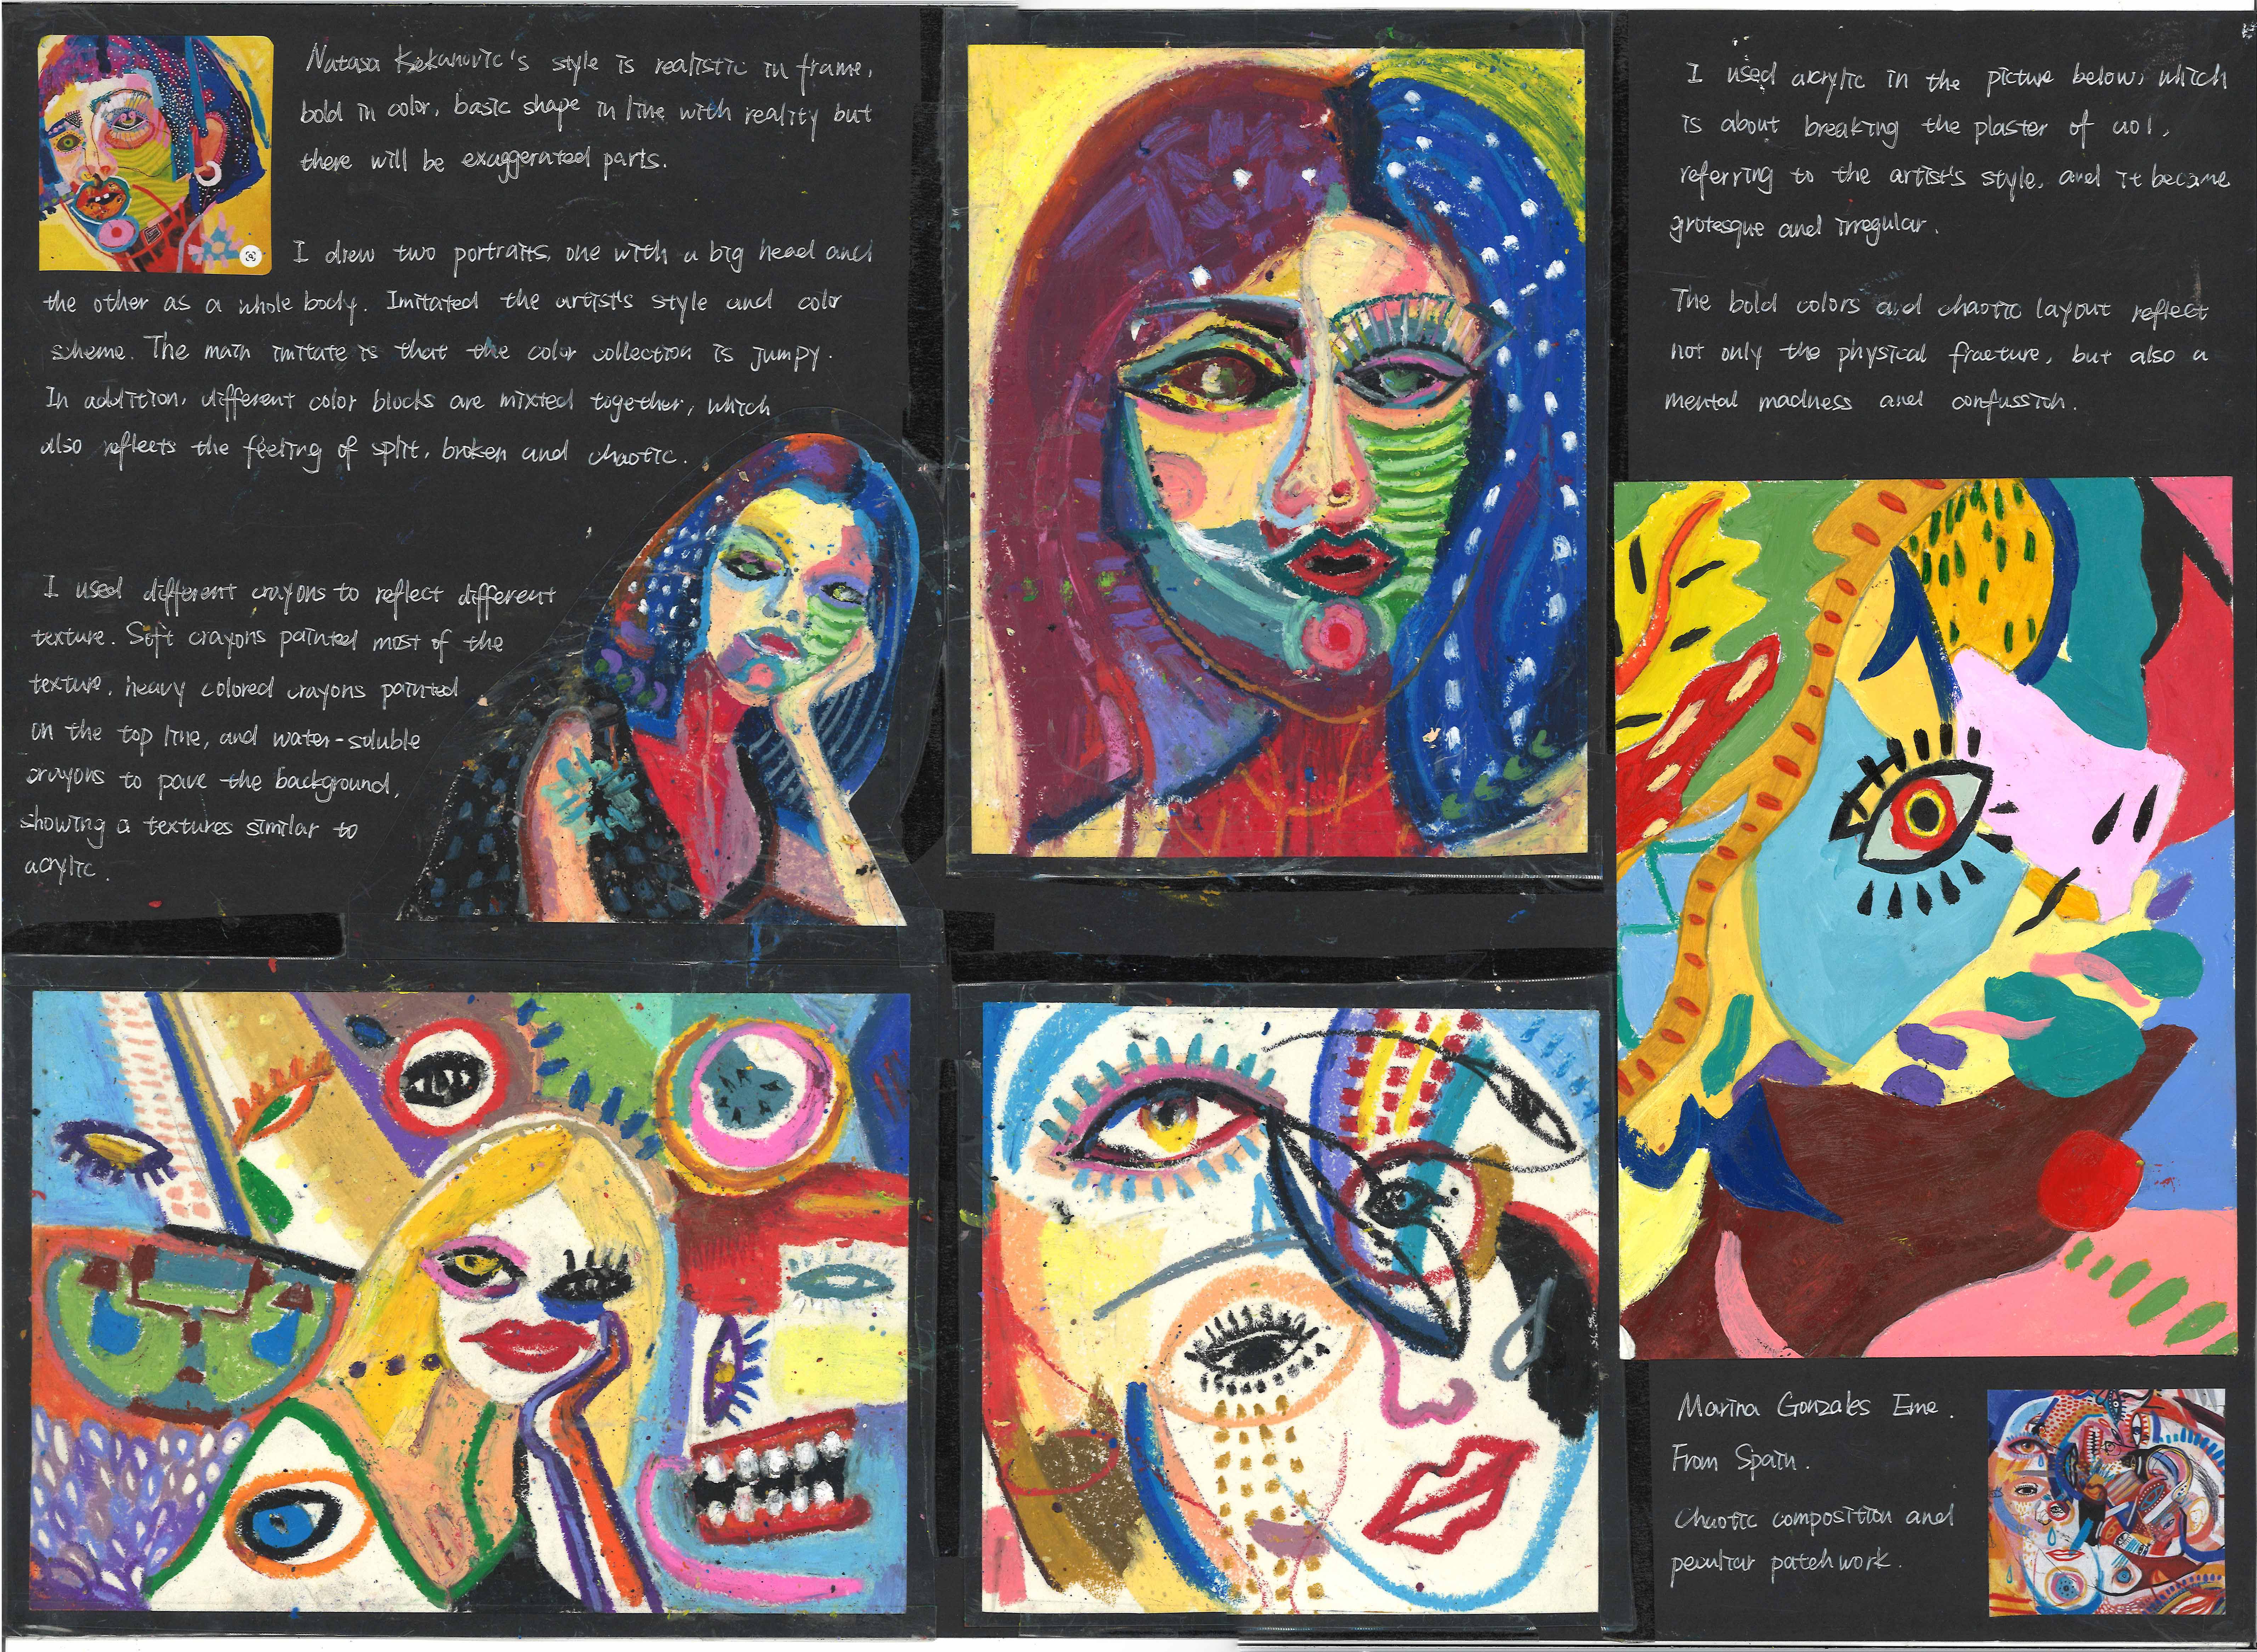 Natasa Kekanovic's style is realistic in frame,
bold in color, basic shape in line with reality but
there will be exaggerated parts.
I drew two portraits, one with a big head and
the other as a whole body. Imitated the artist's style and color
scheme. The main imitate is that the color collection is jumpy.
In addition, different color blocks are mixted together, which
also reflects the feeling of split, broken and chaotic.
I used different crayons to reflect different
texture. Soft crayons painted most of the
texture, heavy colored crayons painted
on the top line, and water-soluble
crayons to pave the background,
showing a textures similar to
acrylic.
I used acrylic in the picture below, which
is about breaking the plaster of
referring to the artist's style, and it became
grotesque and irregular.
The bold colors and chaotic layout reflect
not only the physical fracture, but also a
mental madness and confussion.
Marina Gonzales Eme.
From Spain.
Chaotic composition and
peculiar patchwork.